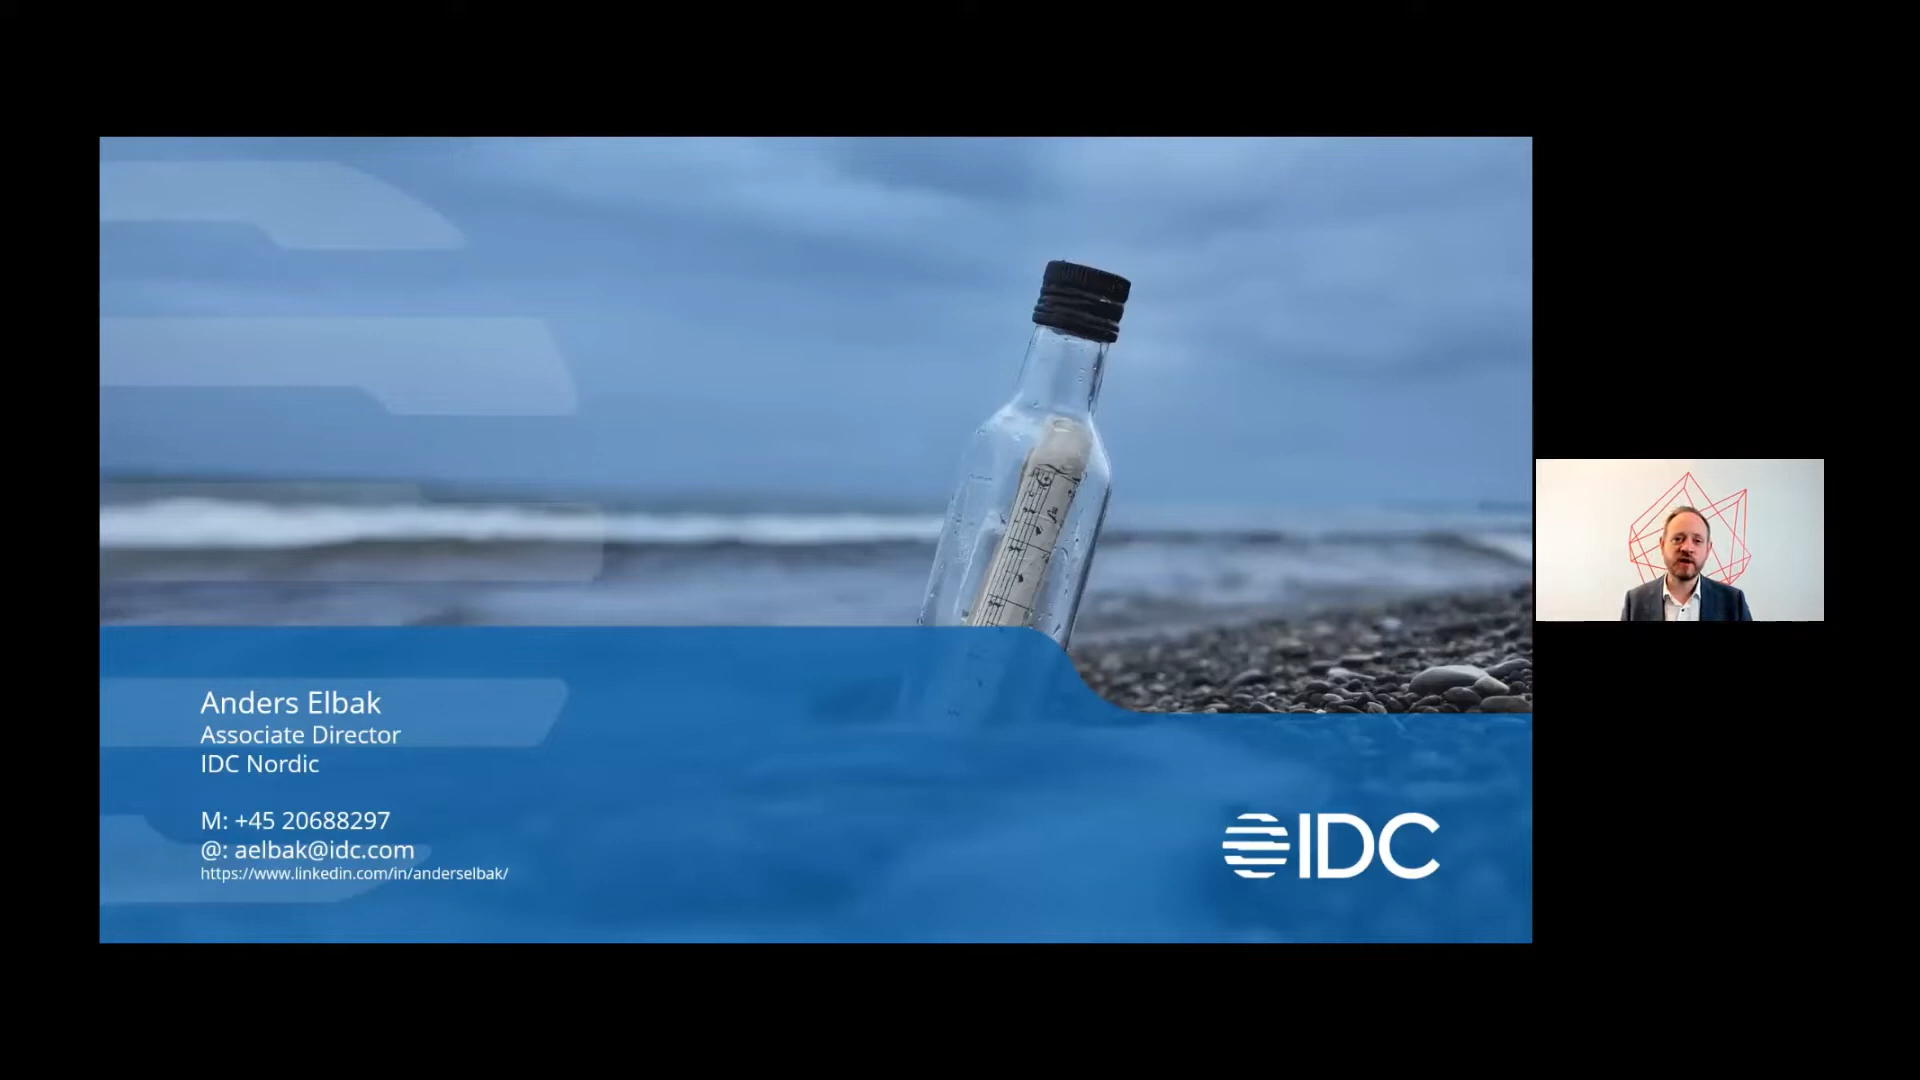 Anders Elbak
Associate Director
IDC Nordic
M: +45 20688297
@: aelbak@idc.com
https://www.linkedin.com/in/anderselbak/
IDC